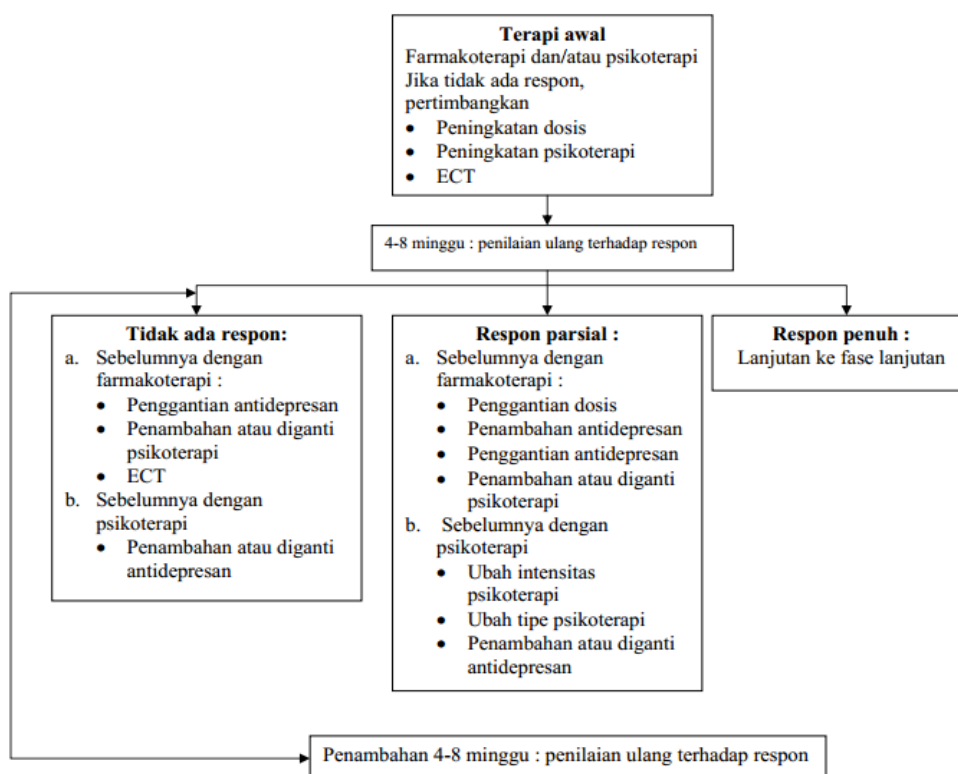 Terapi awal
Farmakoterapi dan/atau psikoterapi
Jika tidak ada respon,
pertimbangkan
• Peningkatan dosis
• Peningkatan psikoterapi
• ECT
4-8 minggu : penilaian ulang terhadap respon
Tidak ada respon:
a. Sebelumnya dengan
farmakoterapi :
• Penggantian antidepresan
• Penambahan atau diganti
psikoterapi
• ECT
b. Sebelumnya dengan
psikoterapi
• Penambahan atau diganti
antidepresan
Respon parsial :
a. Sebelumnya dengan
farmakoterapi :
• Penggantian dosis
• Penambahan antidepresan
• Penggantian antidepresan
• Penambahan atau diganti
psikoterapi
b. Sebelumnya dengan
psikoterapi
• Ubah intensitas
psikoterapi
• Ubah tipe psikoterapi
• Penambahan atau diganti
antidepresan
Respon penuh :
Lanjutan ke fase lanjutan
Penambahan 4-8 minggu : penilaian ulang terhadap respon